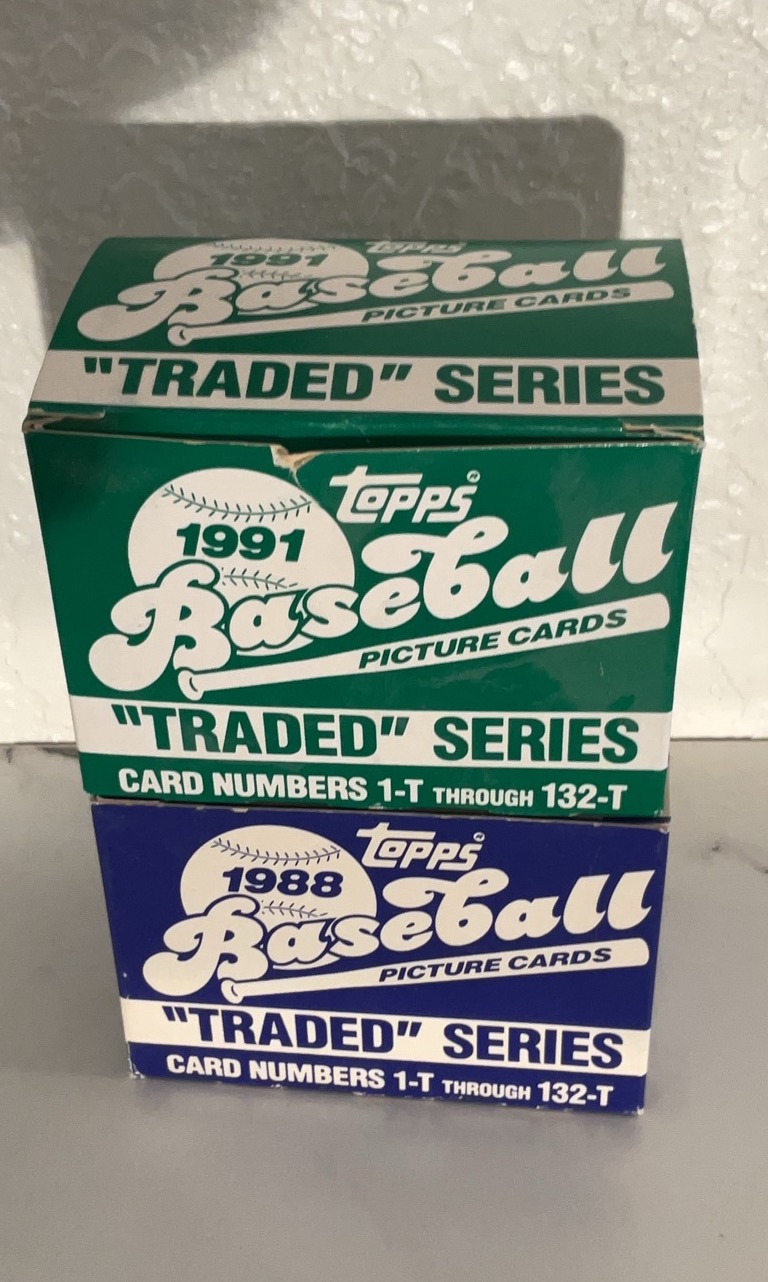 Topps
1991
Baseball
PICTURE CARDS
"TRADED" SERIES
Topps
1991
Baseball
PICTURE CARDS
"TRADED" SERIES
CARD NUMBERS 1-T THROUGH 132-T
Topps
1988
Baseball
PICTURE CARDS
"TRADED" SERIES
CARD NUMBERS 1-T THROUGH 132-T